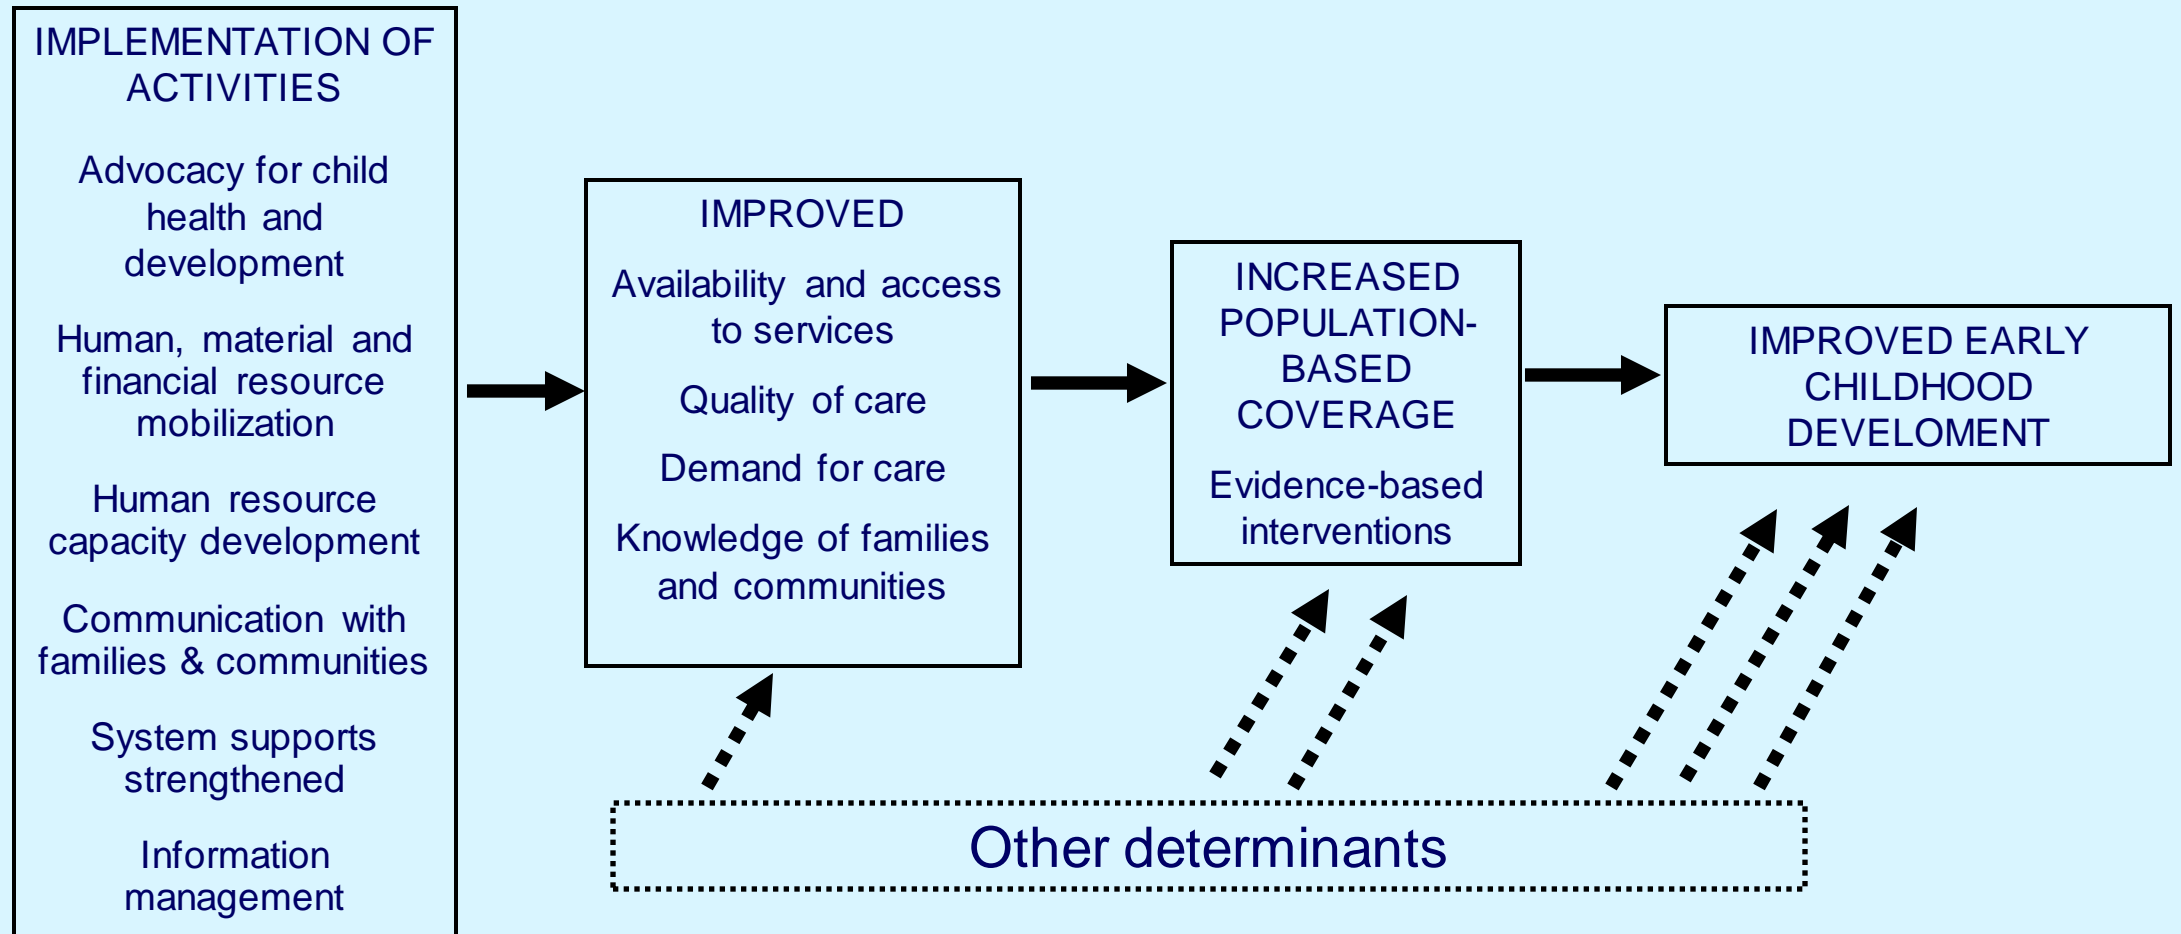 IMPLEMENTATION OF
ACTIVITIES
Advocacy for child
health and
development
Human, material and
financial resource
mobilization
Human resource
capacity development
Communication with
families & communities
System supports
strengthened
Information
management
IMPROVED
Availability and access
to services
Quality of care
Demand for care
Knowledge of families
and communities
INCREASED
POPULATION-
BASED
COVERAGE
Evidence-based
interventions
IMPROVED EARLY
CHILDHOOD
DEVELOMENT
Other determinants